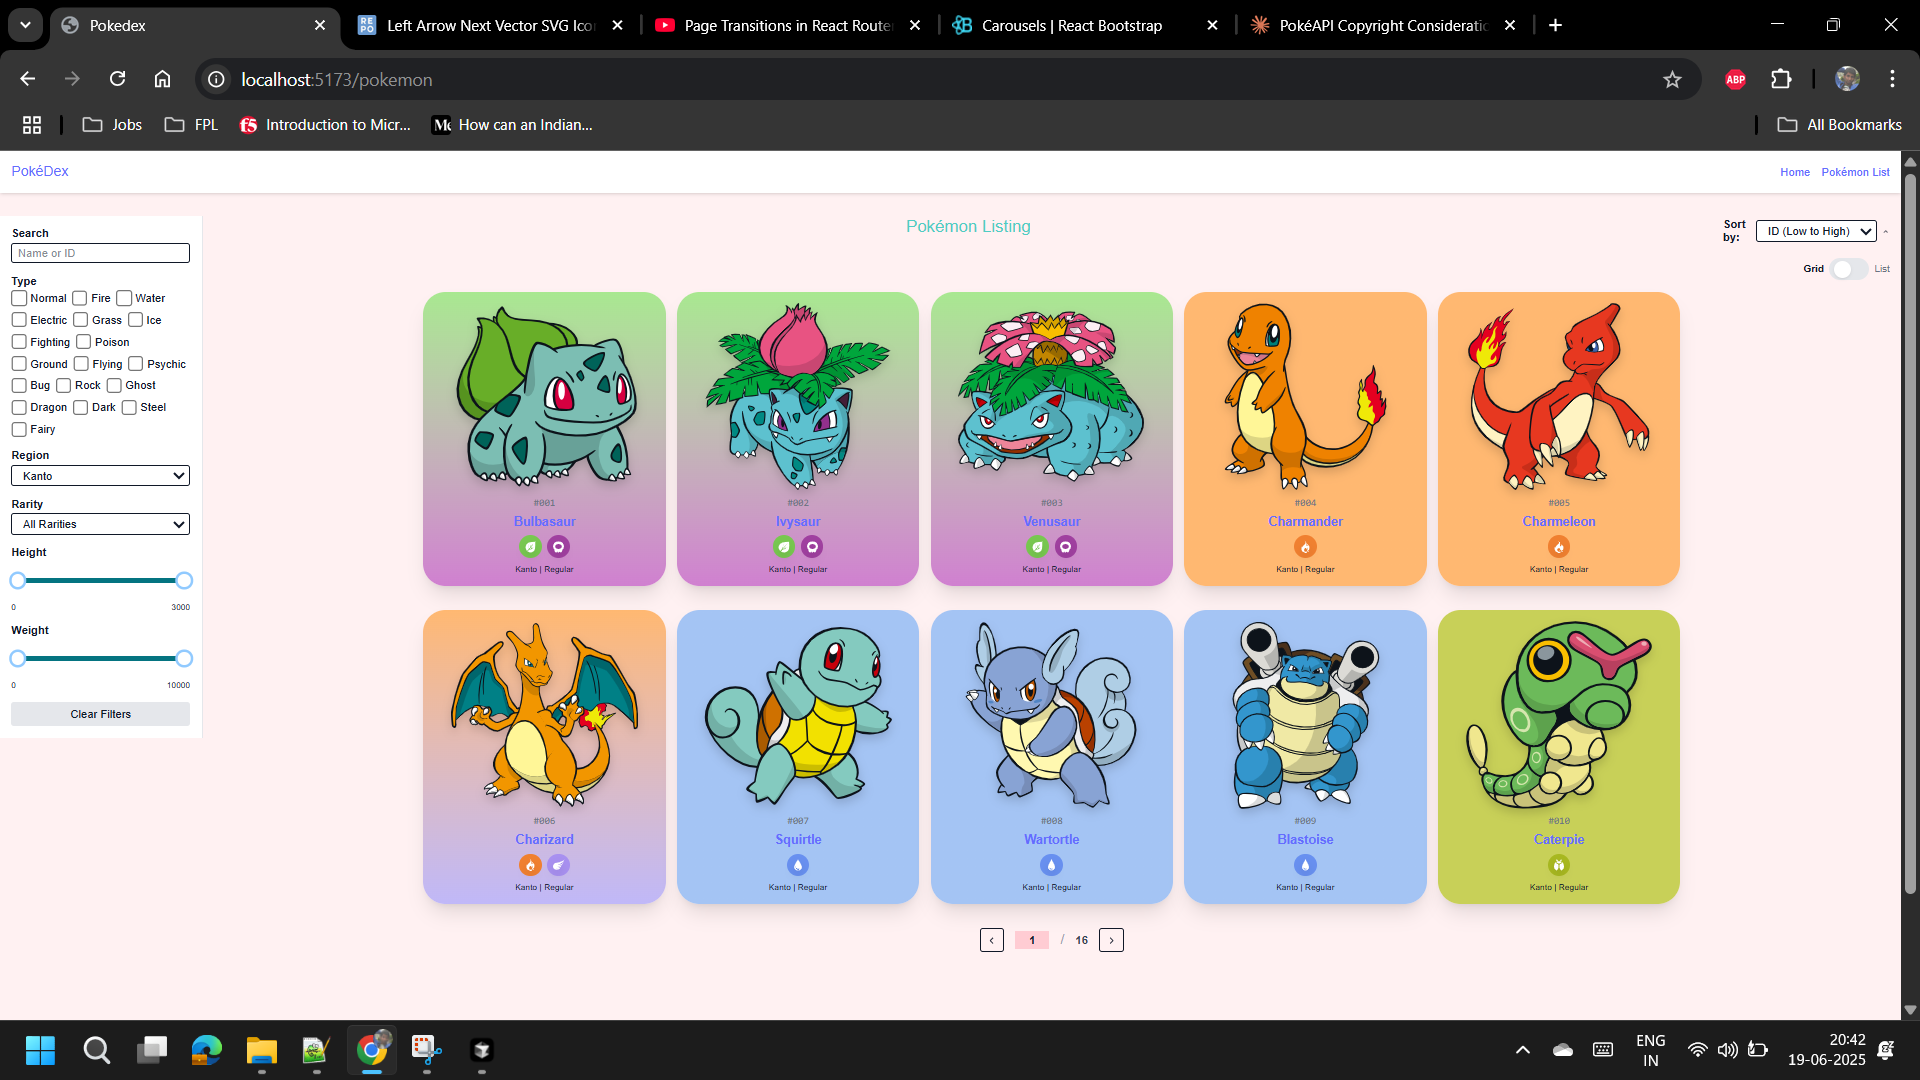 Pokedex
Left Arrow Next Vector SVG Ico
Page Transitions in React Route
Carousels | React Bootstrap
PokéAPI Copyright Consideratio
localhost:5173/pokemon
ABP
Jobs
FPL
Introduction to Micr...
How can an Indian...
All Bookmarks
PokéDex
Home
Pokémon List
Search
Name or ID
Type
Normal Fire Water
Electric Grass Ice
Fighting Poison
Ground Flying Psychic
Bug Rock Ghost
Dragon Dark Steel
Fairy
Region
Kanto
Rarity
All Rarities
Height
0 3000
Weight
0 10000
Clear Filters
Pokémon Listing
Sort by: ID (Low to High)
Grid List
#001
Bulbasaur
Kanto | Regular
#002
Ivysaur
Kanto | Regular
#003
Venusaur
Kanto | Regular
#004
Charmander
Kanto | Regular
#005
Charmeleon
Kanto | Regular
#006
Charizard
Kanto | Regular
#007
Squirtle
Kanto | Regular
#008
Wartortle
Kanto | Regular
#009
Blastoise
Kanto | Regular
#010
Caterpie
Kanto | Regular
‹ 1 / 16 ›
ENG
IN
20:42
19-06-2025